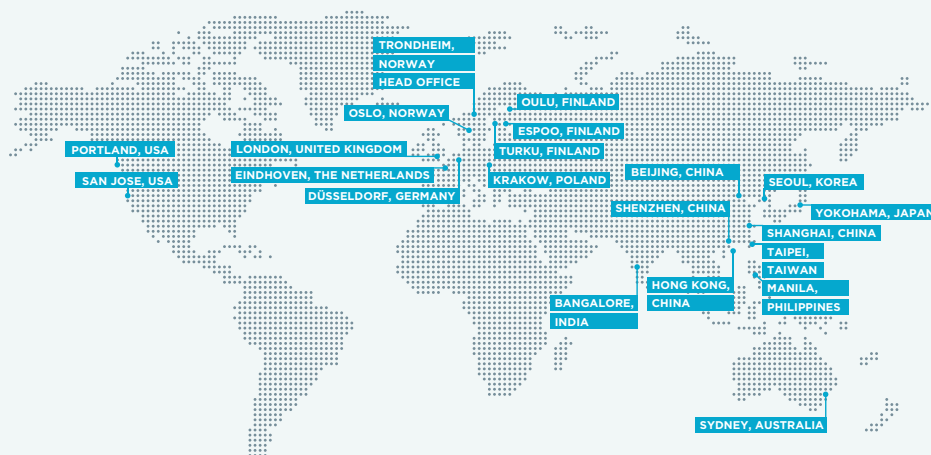 TRONDHEIM,
NORWAY
HEAD OFFICE
OULU, FINLAND
OSLO, NORWAY
ESPOO, FINLAND
PORTLAND, USA
LONDON, UNITED KINGDOM
TURKU, FINLAND
SAN JOSE, USA
EINDHOVEN, THE NETHERLANDS
KRAKOW, POLAND
BEIJING, CHINA
SEOUL, KOREA
DÜSSELDORF, GERMANY
SHENZHEN, CHINA
YOKOHAMA, JAPAN
SHANGHAI, CHINA
TAIPEI,
TAIWAN
HONG KONG,
CHINA
MANILA,
PHILIPPINES
BANGALORE,
INDIA
SYDNEY, AUSTRALIA